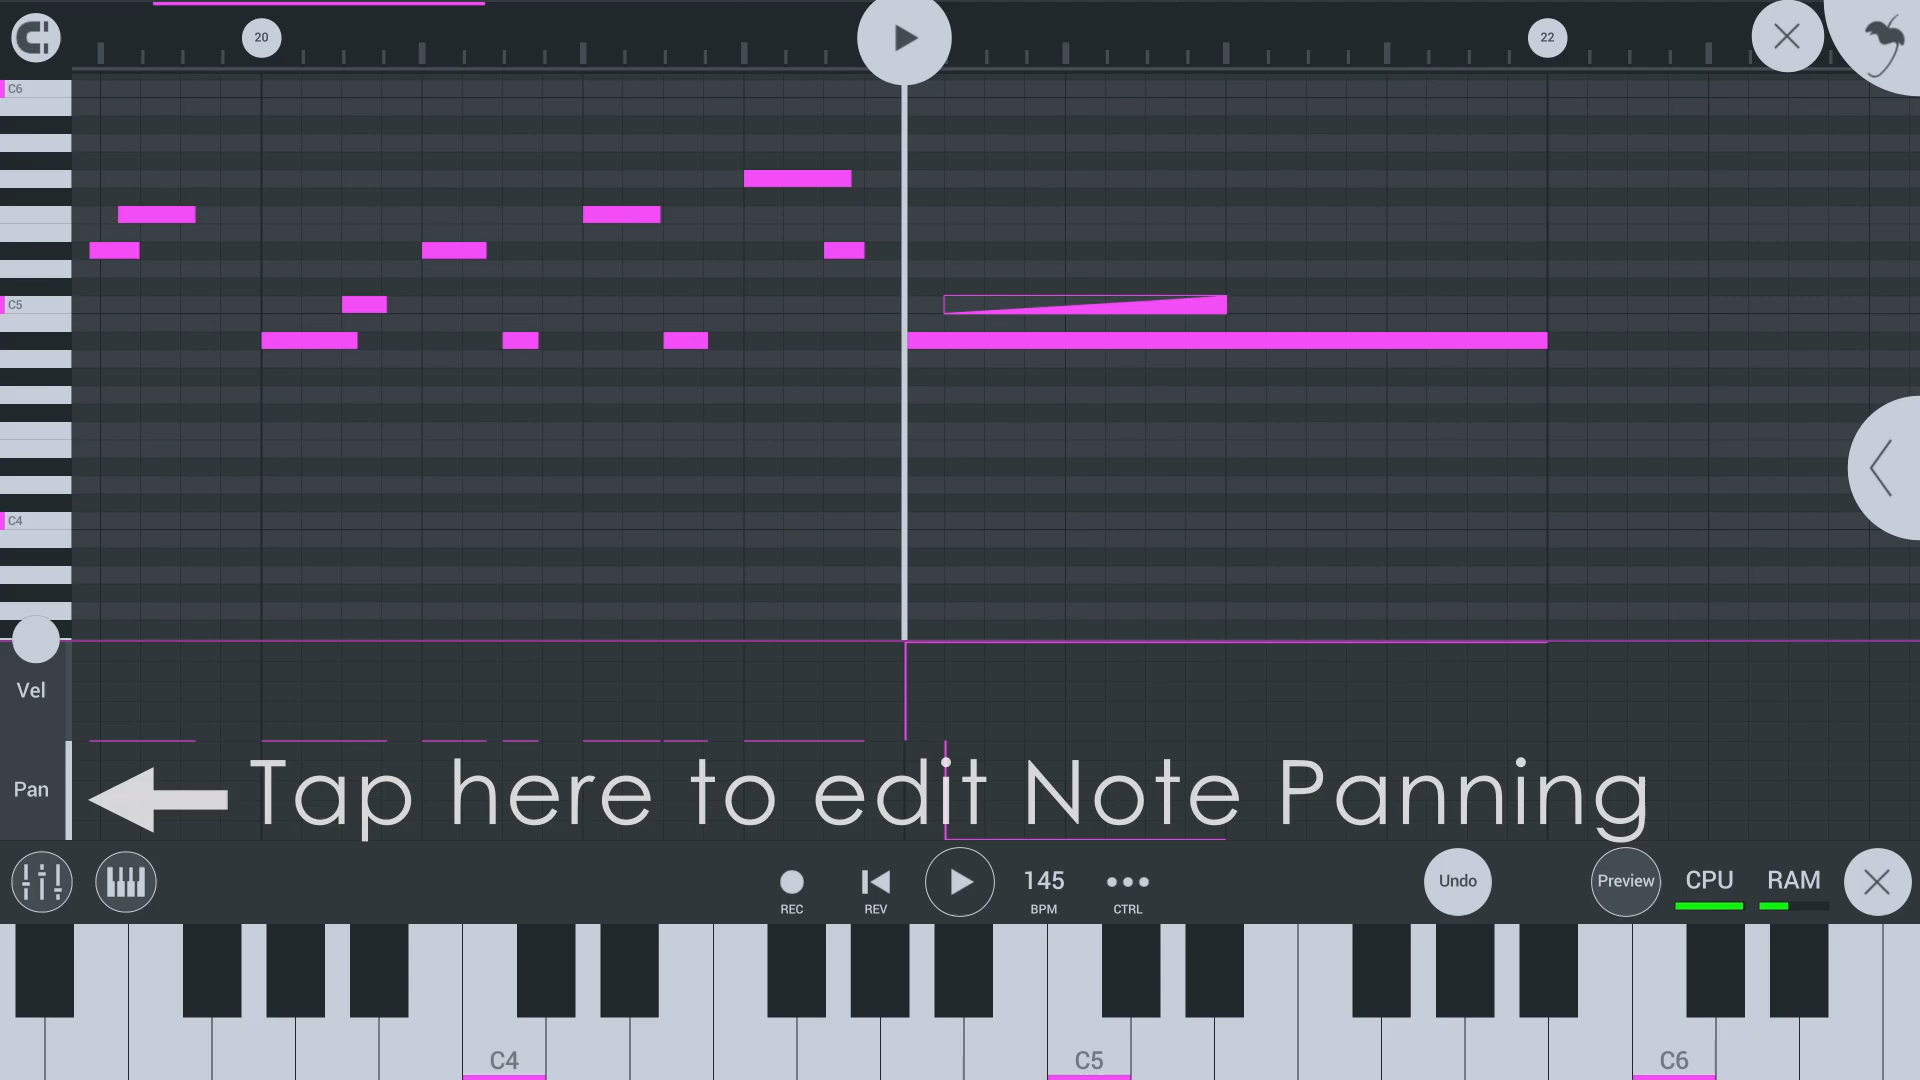 20
22
C6
C5
C4
Vel
Pan
Tap here to edit Note Panning
REC
REV
145
BPM
CTRL
Undo
Preview
CPU
RAM
C4
C5
C6